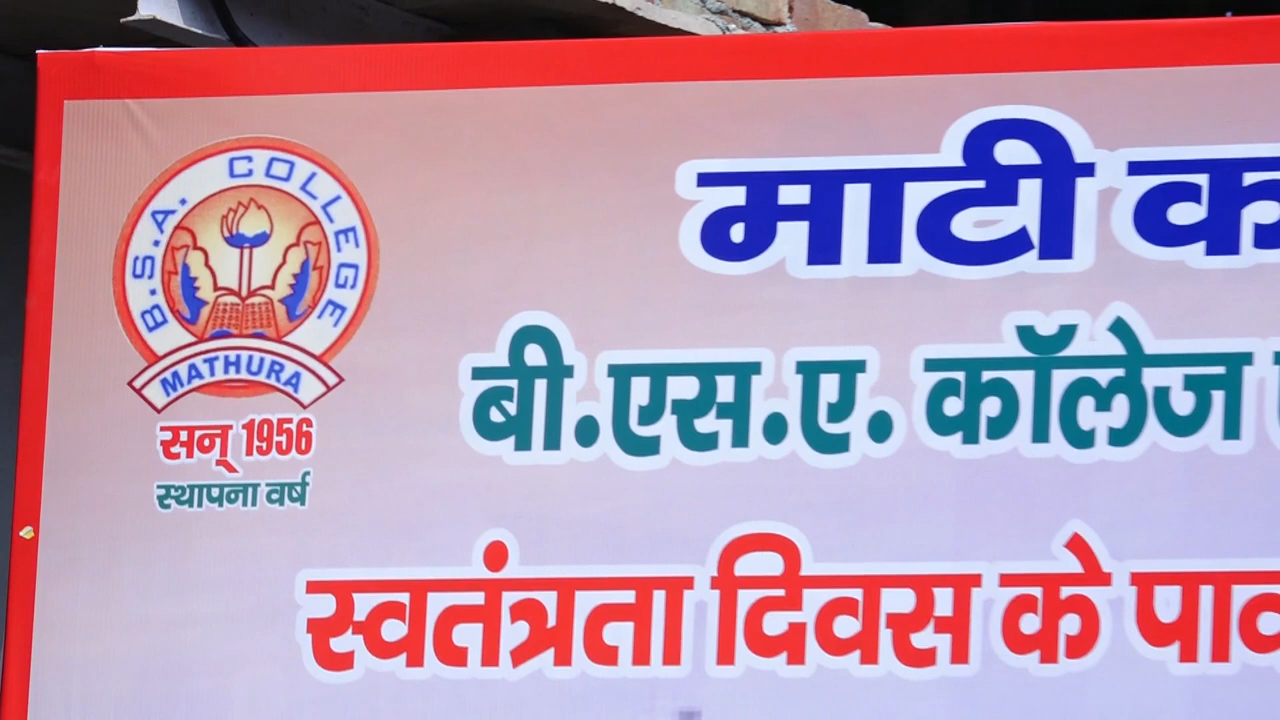 B.S.A. COLLEGE
MATHURA
सन् 1956
स्थापना वर्ष
माटी
बी.एस.ए. कॉलेज
स्वतंत्रता दिवस के